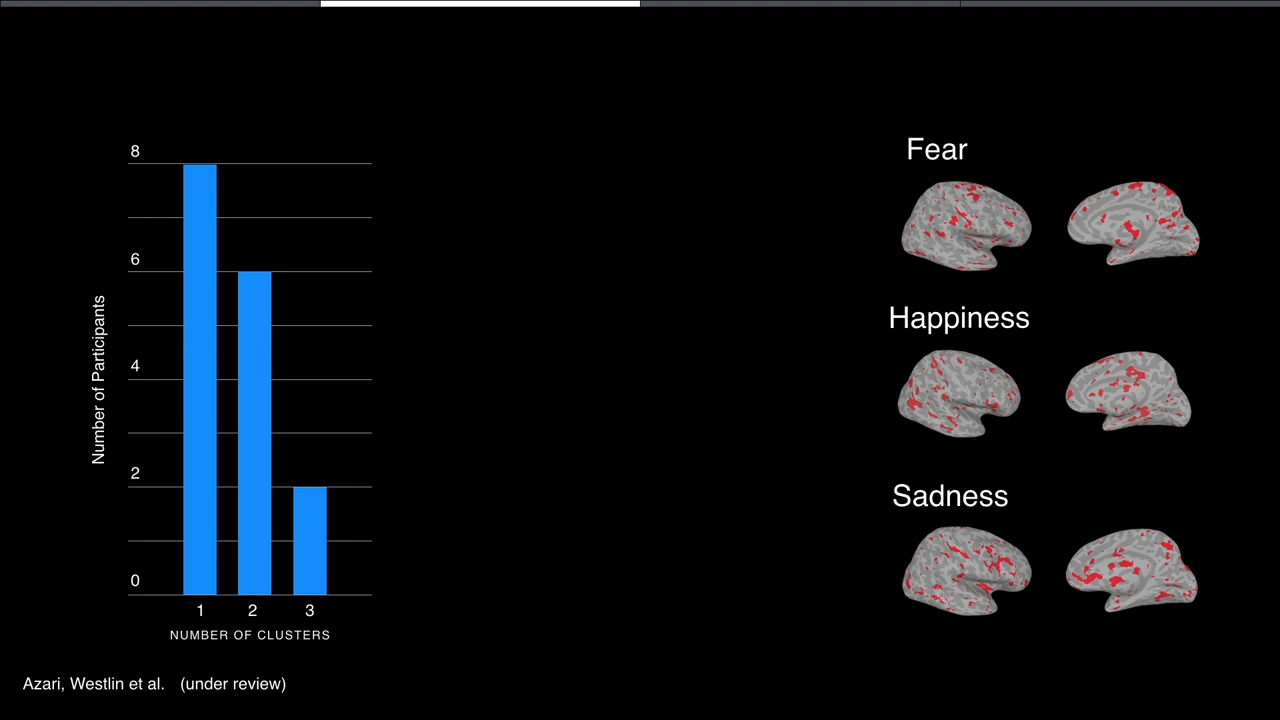 8
6
4
2
0
Number of Participants
1 2 3
NUMBER OF CLUSTERS
Fear
Happiness
Sadness
Azari, Westlin et al. (under review)